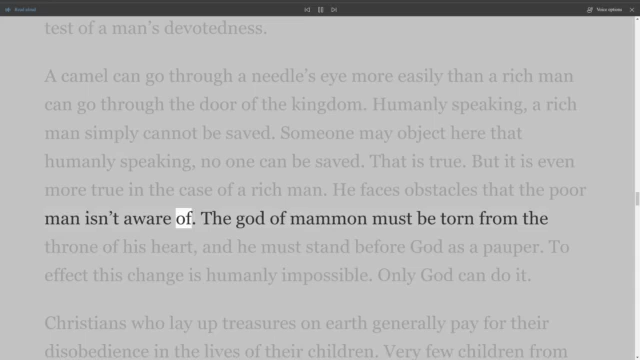 Read aloud
Voice options
test of a man's devotedness.
A camel can go through a needle's eye more easily than a rich man
can go through the door of the kingdom. Humanly speaking, a rich
man simply cannot be saved. Someone may object here that
humanly speaking, no one can be saved. That is true. But it is even
more true in the case of a rich man. He faces obstacles that the poor
man isn't aware of. The god of mammon must be torn from the
throne of his heart, and he must stand before God as a pauper. To
effect this change is humanly impossible. Only God can do it.
Christians who lay up treasures on earth generally pay for their
disobedience in the lives of their children. Very few children from